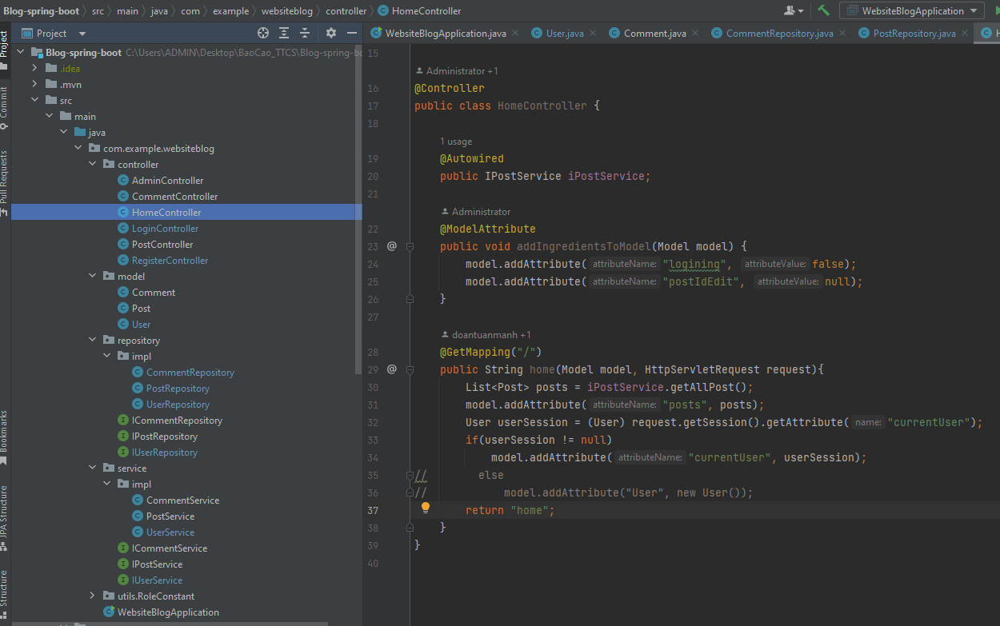 Blog-spring-boot src main java com example websiteblog controller HomeController WebsiteBlogApplication
Project
WebsiteBlogApplication.java User.java Comment.java CommentRepository.java PostRepository.java H
Project
Commit
Pull Requests
Bookmarks
JPA Structure
Structure
Blog-spring-boot C:\Users\ADMIN\Desktop\BaoCao_TTCS\Blog-spring-bo
.idea
.mvn
src
main
java
com.example.websiteblog
controller
AdminController
CommentController
HomeController
LoginController
PostController
RegisterController
model
Comment
Post
User
repository
impl
CommentRepository
PostRepository
UserRepository
ICommentRepository
IPostRepository
IUserRepository
service
impl
CommentService
PostService
UserService
ICommentService
IPostService
IUserService
utils.RoleConstant
WebsiteBlogApplication
15
Administrator +1
16 @Controller
17 public class HomeController {
18
1 usage
19 @Autowired
20 public IPostService iPostService;
21
Administrator
22 @ModelAttribute
23 @ public void addIngredientsToModel(Model model) {
24 model.addAttribute( attributeName: "logining", attributeValue: false);
25 model.addAttribute( attributeName: "postIdEdit", attributeValue: null);
26 }
27
doantuanmanh +1
28 @GetMapping("/")
29 @ public String home(Model model, HttpServletRequest request){
30 List<Post> posts = iPostService.getAllPost();
31 model.addAttribute( attributeName: "posts", posts);
32 User userSession = (User) request.getSession().getAttribute( name: "currentUser");
33 if(userSession != null)
34 model.addAttribute( attributeName: "currentUser", userSession);
35 // else
36 // model.addAttribute("User", new User());
37 return "home";
38 }
39 }
40